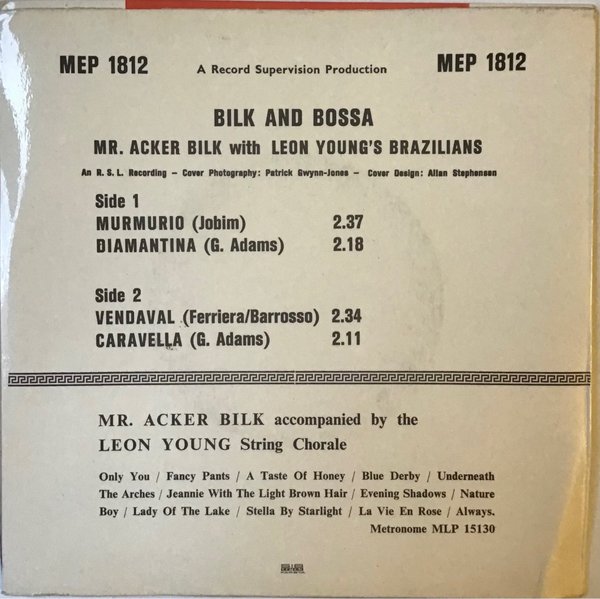 MEP 1812 A Record Supervision Production MEP 1812
BILK AND BOSSA
MR. ACKER BILK with LEON YOUNG'S BRAZILIANS
An R. S. L. Recording – Cover Photography: Patrick Gwynn-Jones – Cover Design: Allan Stephensen
Side 1
MURMURIO (Jobim) 2.37
DIAMANTINA (G. Adams) 2.18
Side 2
VENDAVAL (Ferriera/Barrosso) 2.34
CARAVELLA (G. Adams) 2.11
MR. ACKER BILK accompanied by the
LEON YOUNG String Chorale
Only You / Fancy Pants / A Taste Of Honey / Blue Derby / Underneath
The Arches / Jeannie With The Light Brown Hair / Evening Shadows / Nature
Boy / Lady Of The Lake / Stella By Starlight / La Vie En Rose / Always.
Metronome MLP 15130